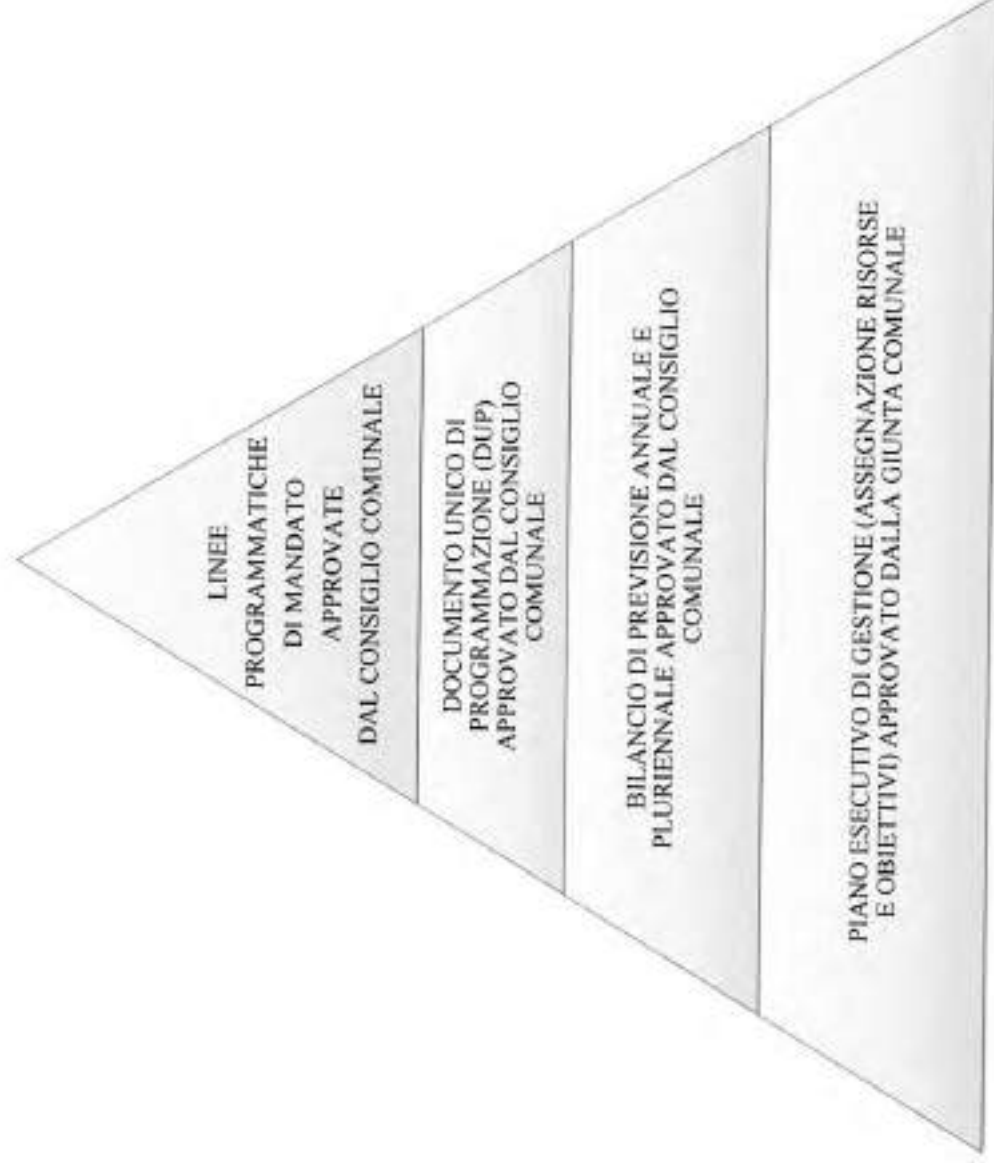 LINEE
PROGRAMMATICHE
DI MANDATO
APPROVATE
DAL CONSIGLIO COMUNALE
DOCUMENTO UNICO DI
PROGRAMMAZIONE (DUP)
APPROVATO DAL CONSIGLIO
COMUNALE
BILANCIO DI PREVISIONE ANNUALE E
PLURIENNALE APPROVATO DAL CONSIGLIO
COMUNALE
PIANO ESECUTIVO DI GESTIONE (ASSEGNAZIONE RISORSE
E OBIETTIVI) APPROVATO DALLA GIUNTA COMUNALE